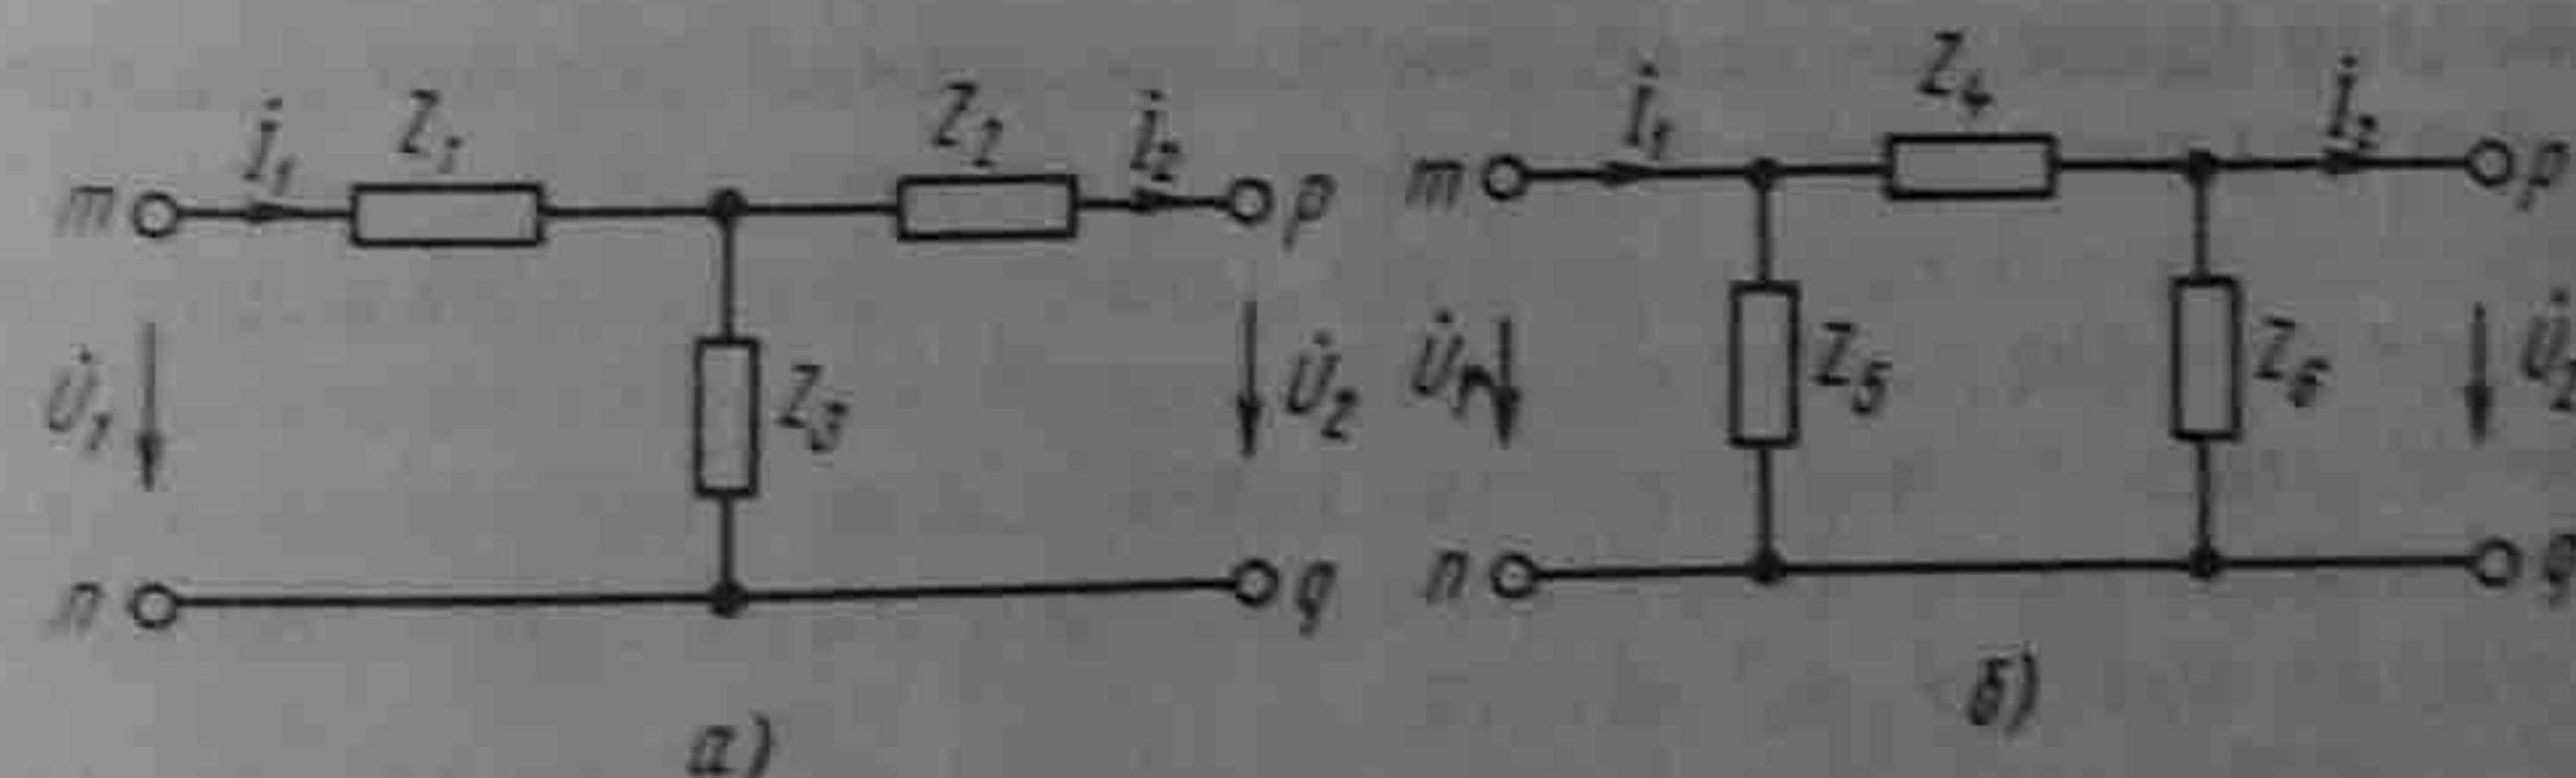 m İ₁ Z₁ Z₂ İ₂ p
U̇₁ Z₃ U̇₂
n q
а)
m İ₁ Z₄ İ₂ p
U̇₁ Z₅ Z₆ U̇₂
n q
б)